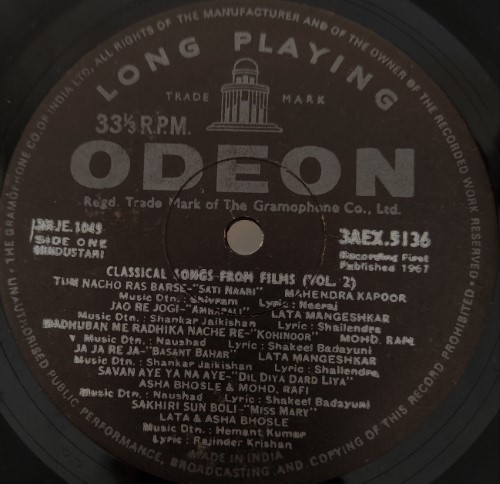 UNAUTHORISED PUBLIC PERFORMANCE, BROADCASTING AND COPYING OF THIS RECORD PROHIBITED · THE GRAMOPHONE CO. OF INDIA LTD. ALL RIGHTS OF THE MANUFACTURER AND OF THE OWNER OF THE RECORDED WORK RESERVED ·
LONG PLAYING
TRADE MARK
33⅓ R.P.M.
ODEON
Regd. Trade Mark of The Gramophone Co., Ltd.
JE.1049
3AEX.5136
SIDE ONE
Recording First
HINDUSTANI
Published 1967
CLASSICAL SONGS FROM FILMS (VOL. 2)
TUM NACHO RAS BARSE-"SATI NAARI" MAHENDRA KAPOOR
Music Dtn.: Shivram Lyric: Neeraj
JAO RE JOGI-"AMRAPALI" LATA MANGESHKAR
Music Dtn.: Shankar Jaikishan Lyric: Shailendra
MADHUBAN ME RADHIKA NACHE RE-"KOHINOOR" MOHD. RAFI
Music Dtn.: Naushad Lyric: Shakeel Badayuni
JA JA RE JA-"BASANT BAHAR" LATA MANGESHKAR
Music Dtn.: Shankar Jaikishan Lyric: Shailendra
SAVAN AYE YA NA AYE-"DIL DIYA DARD LIYA"
ASHA BHOSLE & MOHD. RAFI
Music Dtn.: Naushad Lyric: Shakeel Badayuni
SAKHIRI SUN BOLI-"MISS MARY"
LATA & ASHA BHOSLE
Music Dtn.: Hemant Kumar
Lyric: Rajinder Krishan
MADE IN INDIA